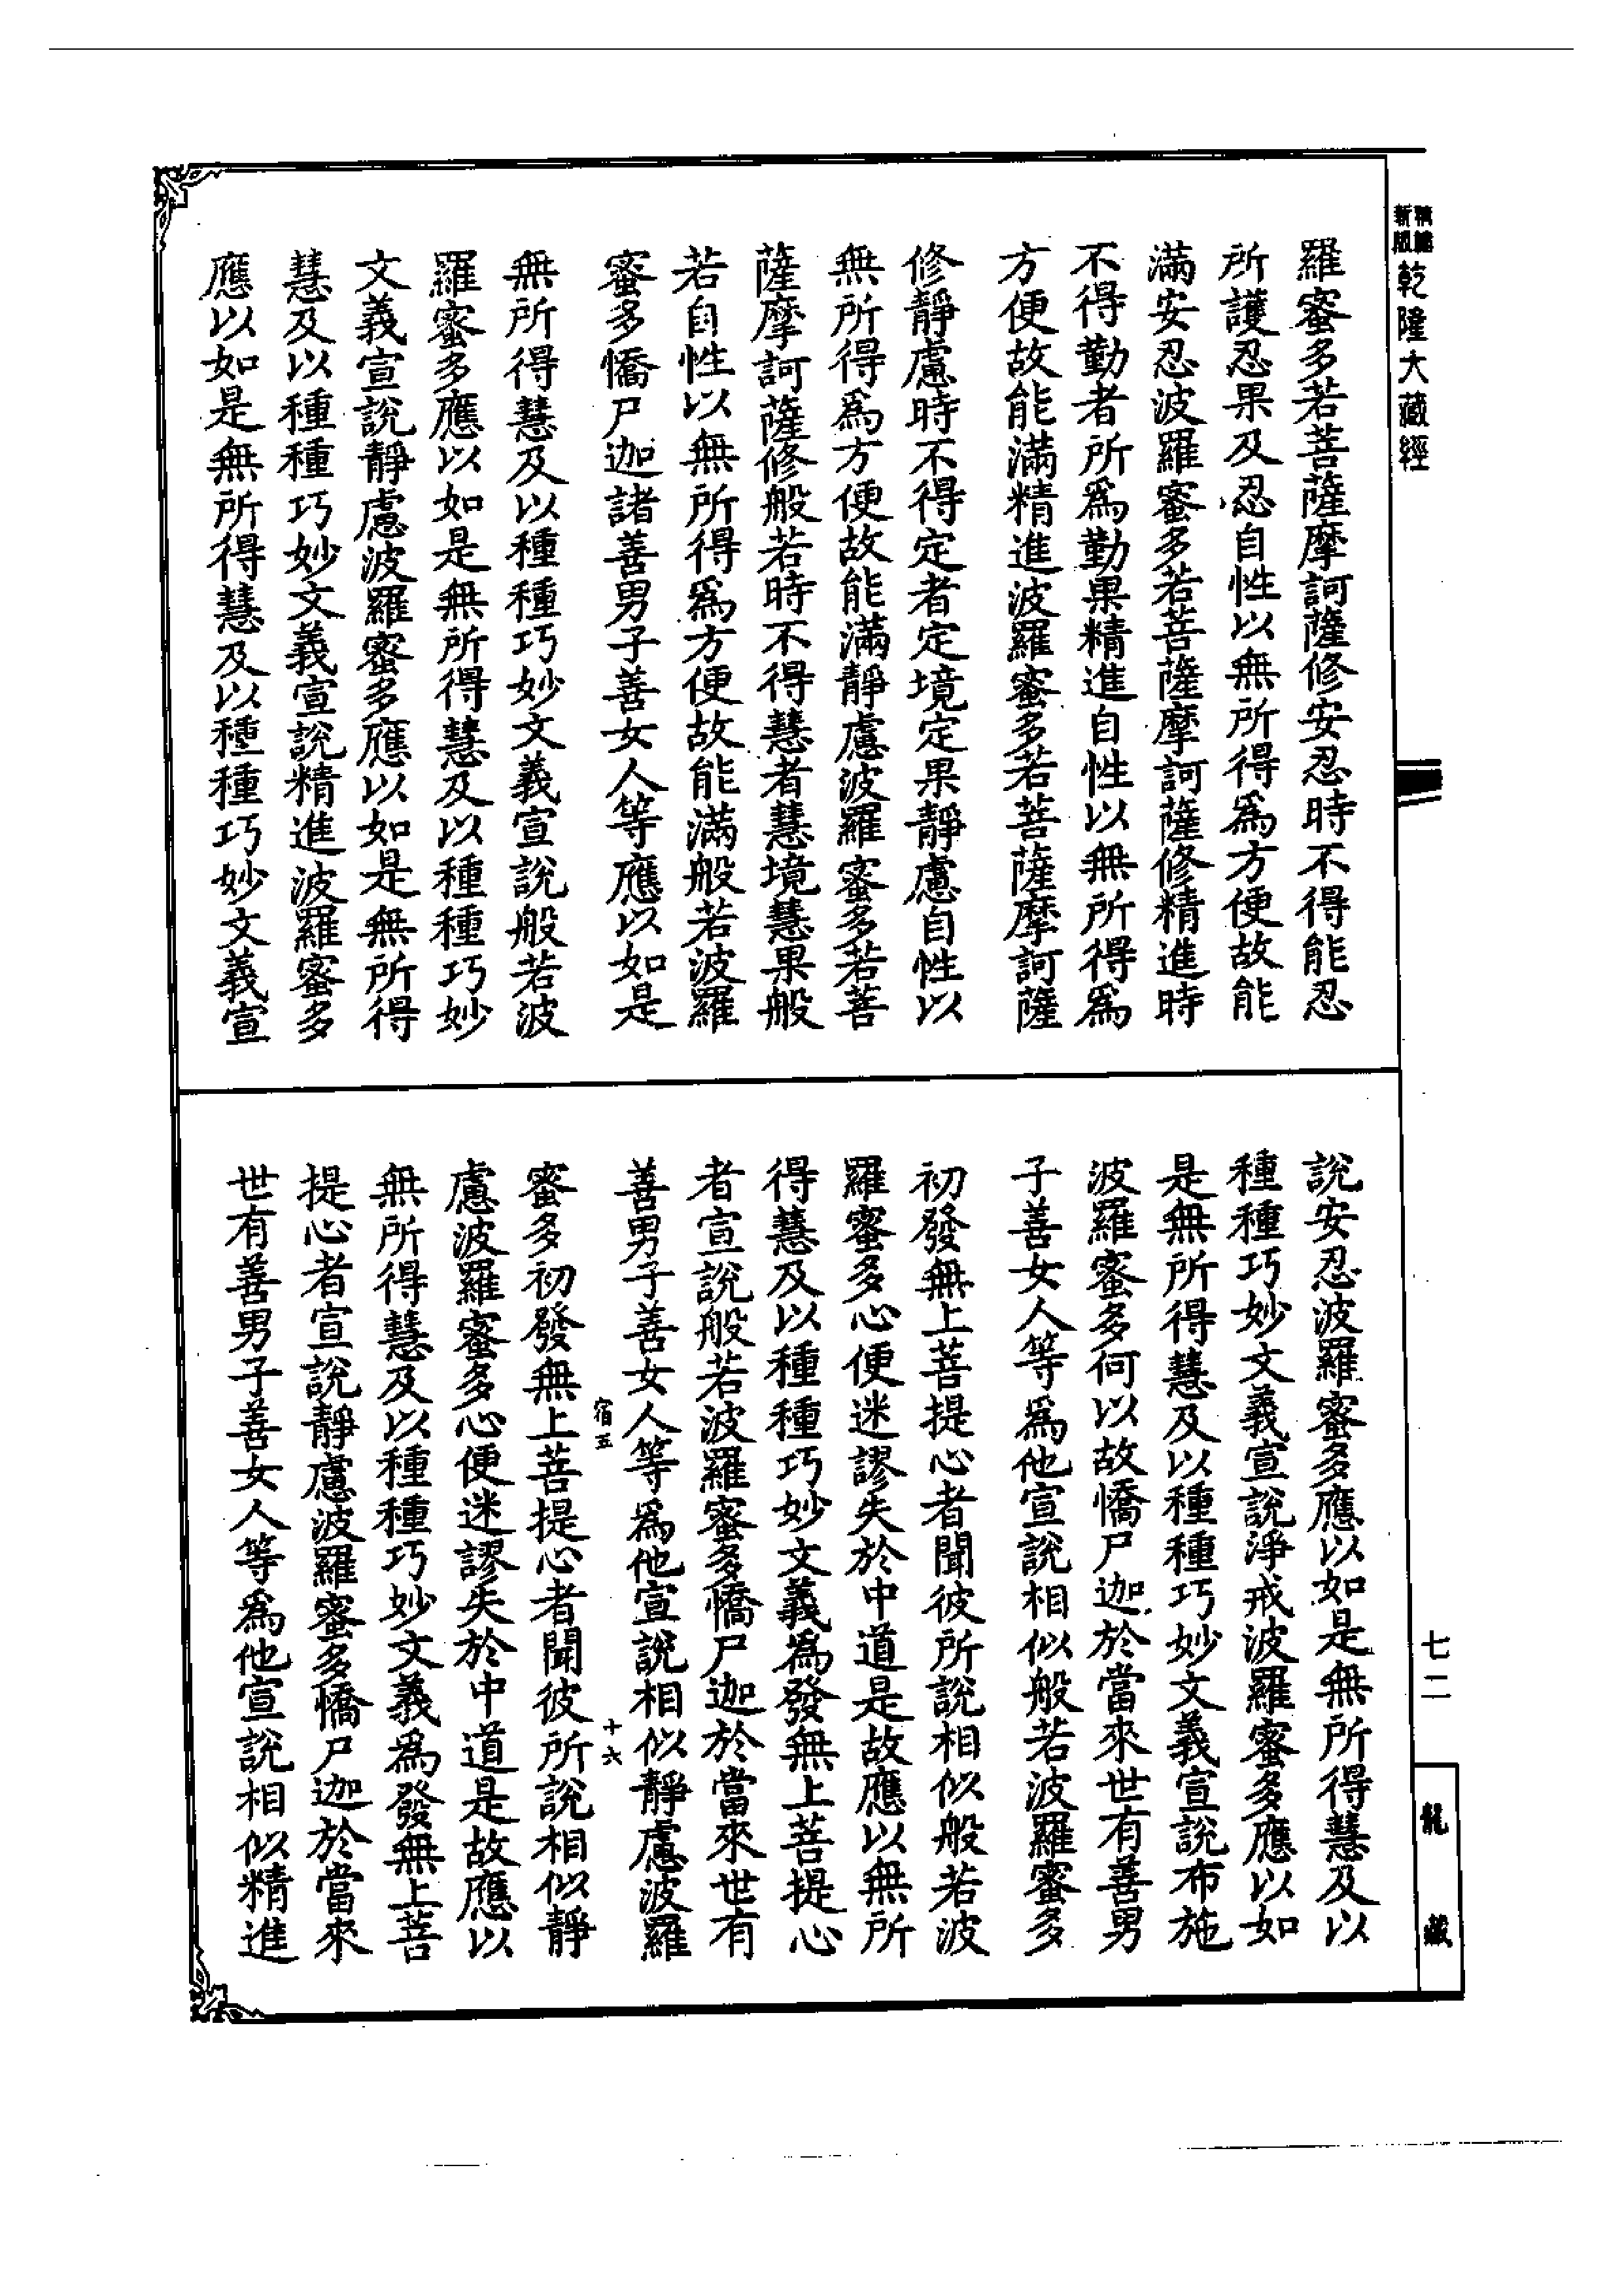 乾隆大藏經
羅蜜多若菩薩摩訶薩修安忍時不得能忍
所護忍果及忍自性以無所得為方便故能
滿安忍波羅蜜多若菩薩摩訶薩修精進時
不得勤者所為勤果精進自性以無所得為
方便故能滿精進波羅蜜多若菩薩摩訶薩
修靜慮時不得定者定境定果靜慮自性以
無所得為方便故能滿靜慮波羅蜜多若菩
薩摩訶薩修般若時不得慧者慧境慧果般
若自性以無所得為方便故能滿般若波羅
蜜多憍尸迦諸善男子善女人等應以如是
無所得慧及以種種巧妙文義宣說般若波
羅蜜多應以如是無所得慧及以種種巧妙
文義宣說靜慮波羅蜜多應以如是無所得
慧及以種種巧妙文義宣說精進波羅蜜多
應以如是無所得慧及以種種巧妙文義宣
說安忍波羅蜜多應以如是無所得慧及以
種種巧妙文義宣說淨戒波羅蜜多應以如
是無所得慧及以種種巧妙文義宣說布施
波羅蜜多何以故憍尸迦於當來世有善男
子善女人等為他宣說相似般若波羅蜜多
初發無上菩提心者聞彼所說相似般若波
羅蜜多心便迷謬失於中道是故應以無所
得慧及以種種巧妙文義為發無上菩提心
者宣說般若波羅蜜多憍尸迦於當來世有
善男子善女人等為他宣說相似靜慮波羅
宿五 十六
蜜多初發無上菩提心者聞彼所說相似靜
慮波羅蜜多心便迷謬失於中道是故應以
無所得慧及以種種巧妙文義為發無上菩
提心者宣說靜慮波羅蜜多憍尸迦於當來
世有善男子善女人等為他宣說相似精進
七二
龍藏